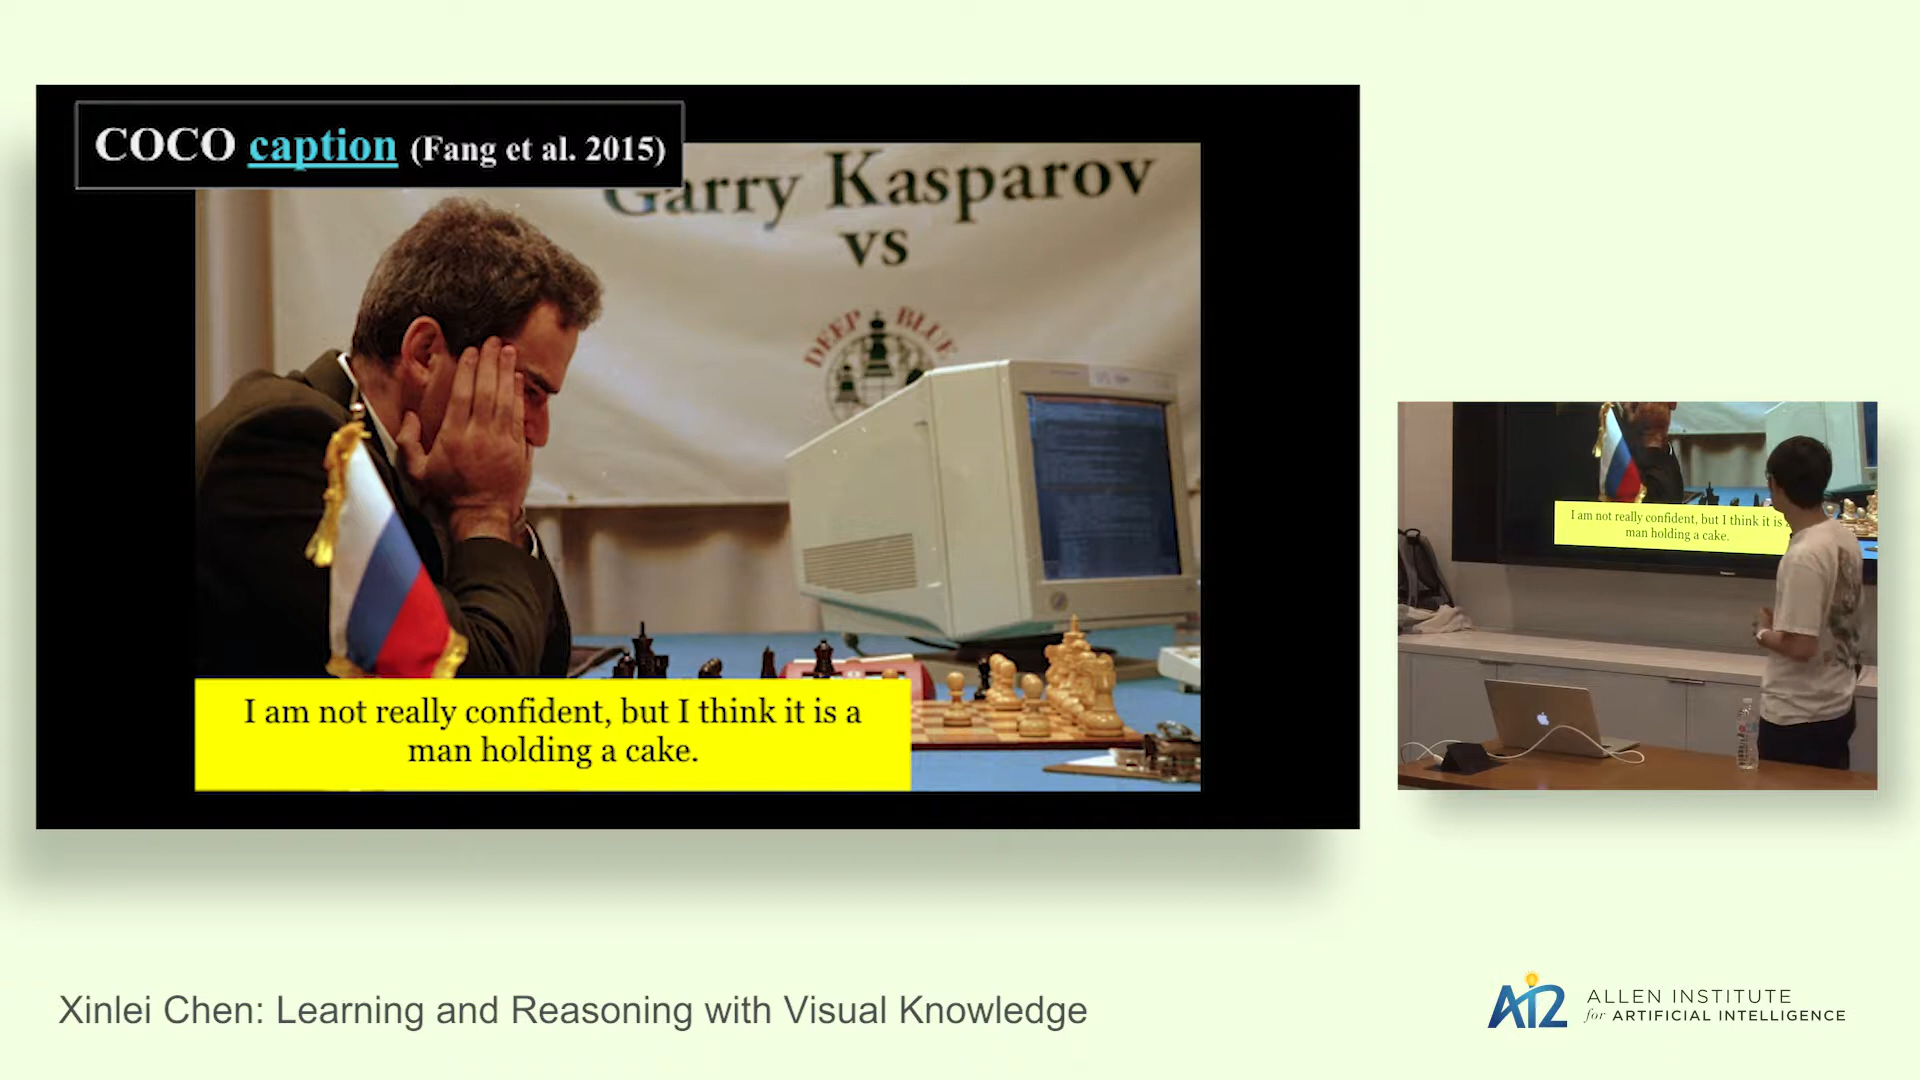 COCO caption (Fang et al. 2015)
Garry Kasparov
vs
DEEP BLUE
I am not really confident, but I think it is a
man holding a cake.
I am not really confident, but I think it is a
man holding a cake.
Xinlei Chen: Learning and Reasoning with Visual Knowledge
AI2 ALLEN INSTITUTE
for ARTIFICIAL INTELLIGENCE